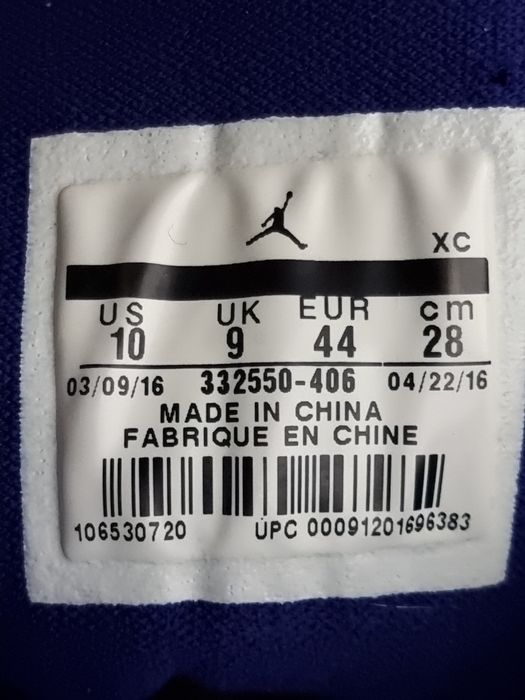 XC
US UK EUR cm
10 9 44 28
03/09/16 332550-406 04/22/16
MADE IN CHINA
FABRIQUE EN CHINE
106530720 UPC 00091201696383